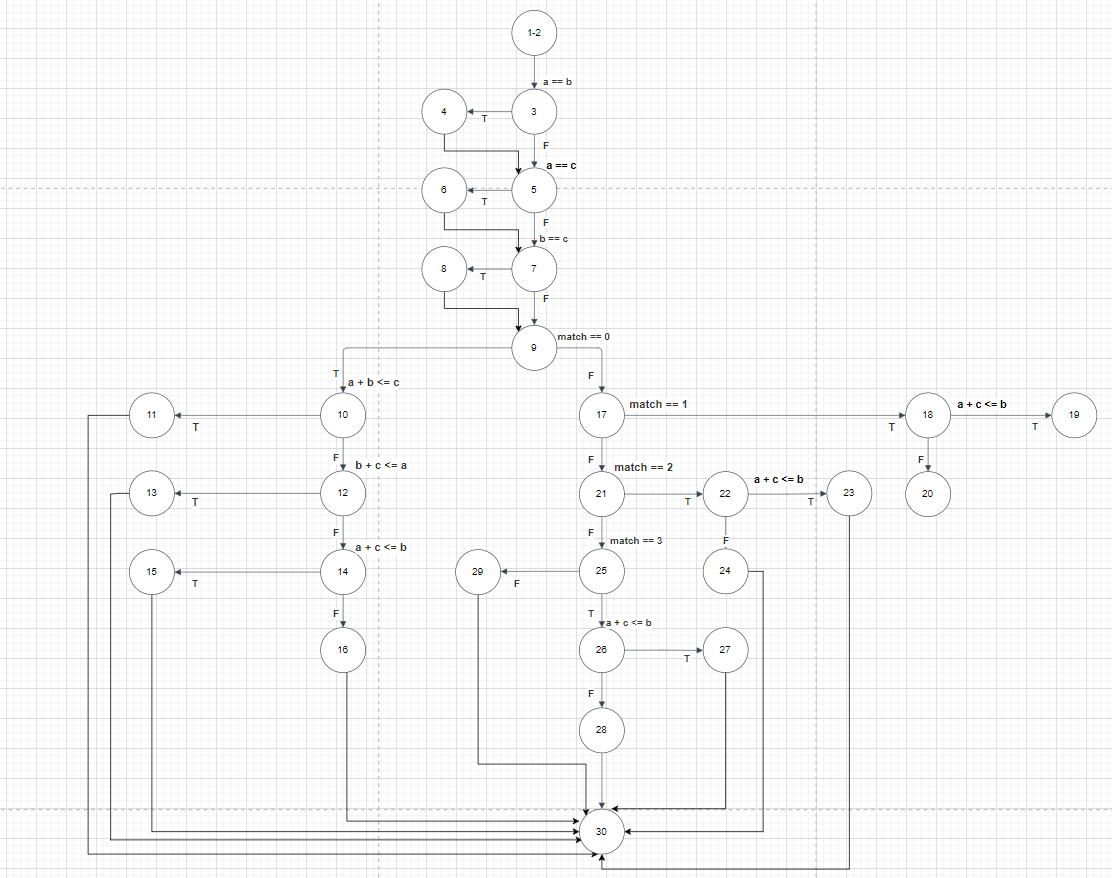 1-2
a == b
4
3
T
F
a == c
6
5
T
F
b == c
8
7
T
F
9
match == 0
T
F
a + b <= c
match == 1
a + c <= b
11
10
17
18
19
T
T
T
F
b + c <= a
F
match == 2
F
a + c <= b
13
12
21
22
23
20
T
T
T
F
a + c <= b
F
match == 3
F
15
14
29
25
24
T
F
F
T
a + c <= b
16
26
27
T
F
28
30